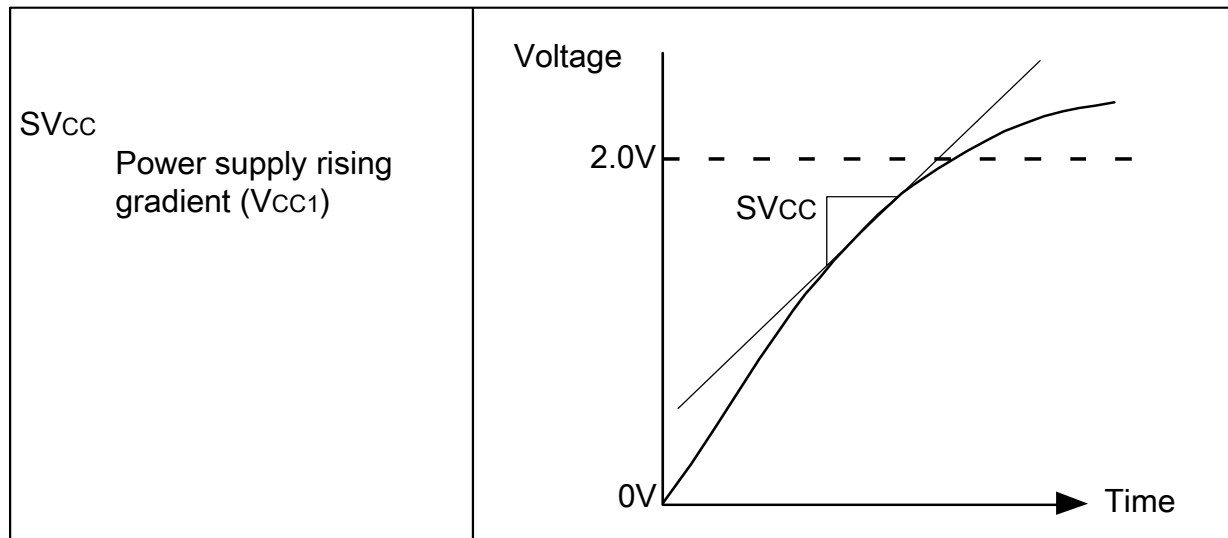 SVCC
Power supply rising
gradient (VCC1)
Voltage
2.0V
SVCC
0V
Time